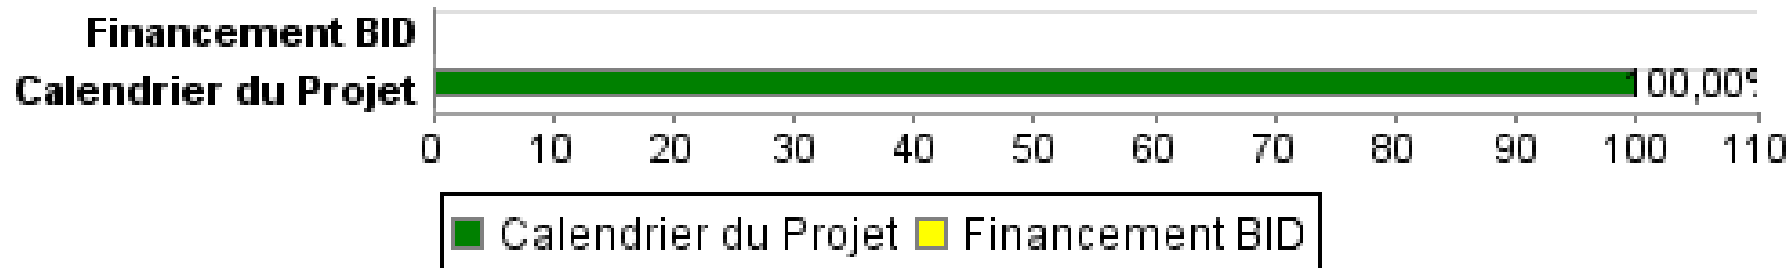 Financement BID
Calendrier du Projet
100,00%
0 10 20 30 40 50 60 70 80 90 100 110
Calendrier du Projet Financement BID